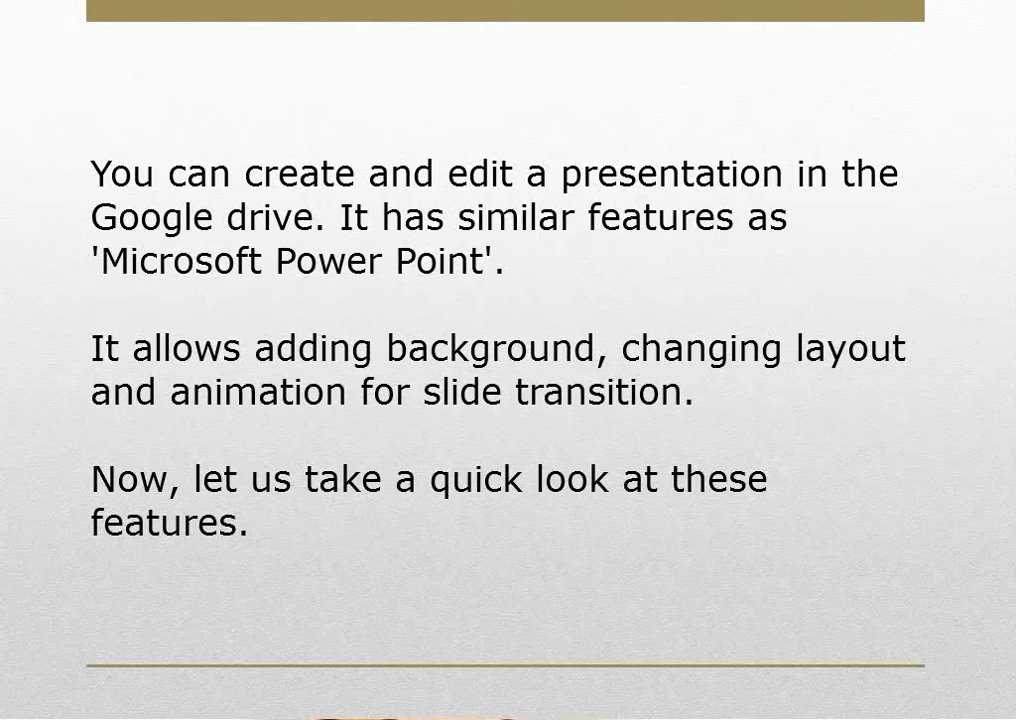 You can create and edit a presentation in the
Google drive. It has similar features as
'Microsoft Power Point'.
It allows adding background, changing layout
and animation for slide transition.
Now, let us take a quick look at these
features.